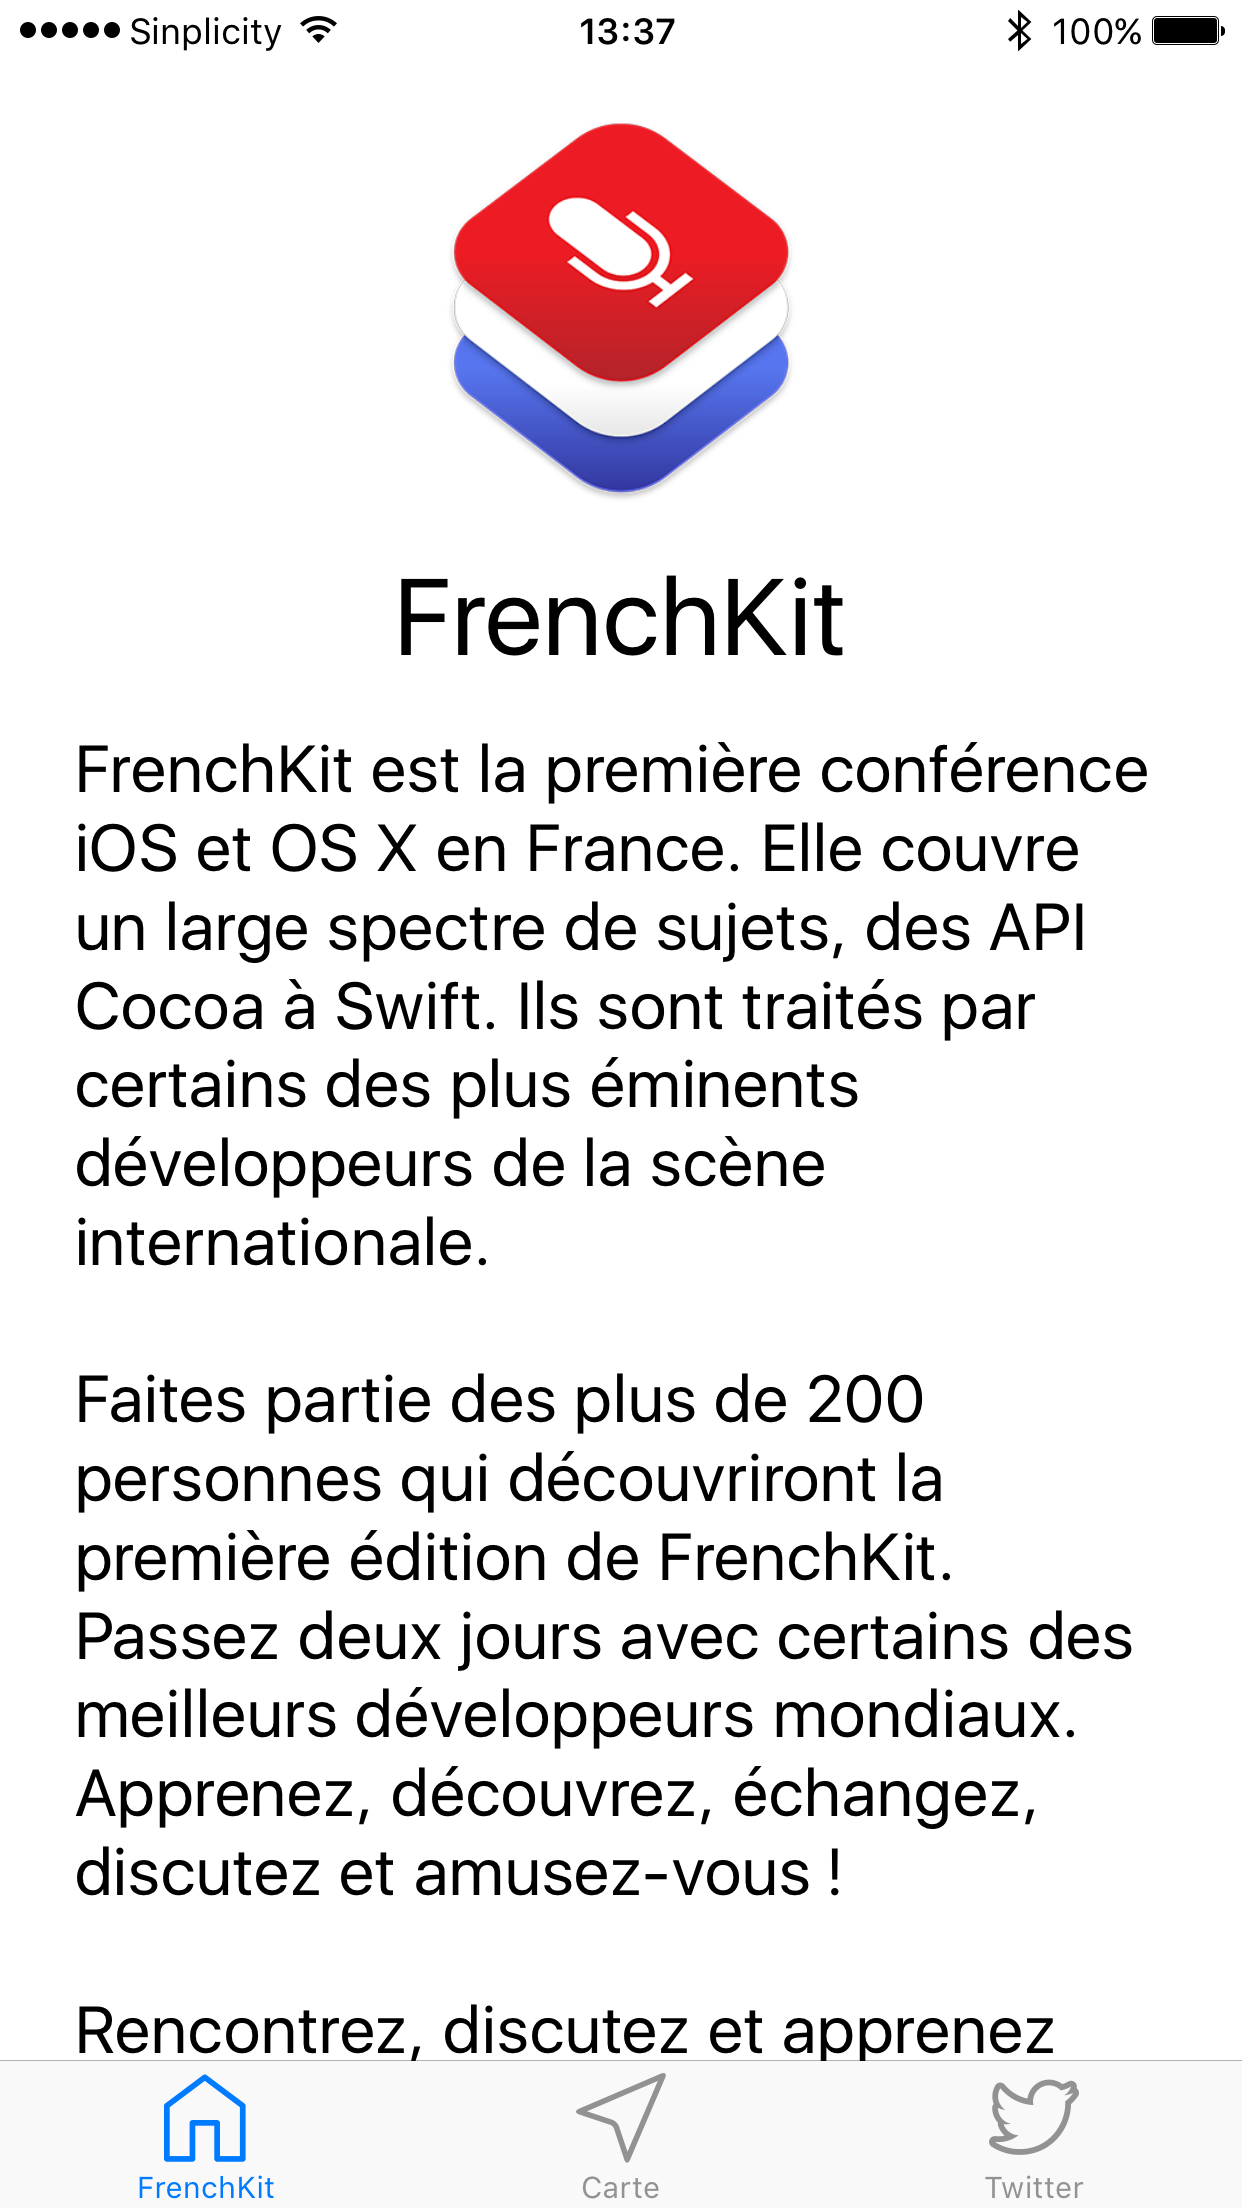 Sinplicity 13:37 100%
FrenchKit
FrenchKit est la première conférence
iOS et OS X en France. Elle couvre
un large spectre de sujets, des API
Cocoa à Swift. Ils sont traités par
certains des plus éminents
développeurs de la scène
internationale.
Faites partie des plus de 200
personnes qui découvriront la
première édition de FrenchKit.
Passez deux jours avec certains des
meilleurs développeurs mondiaux.
Apprenez, découvrez, échangez,
discutez et amusez-vous !
Rencontrez, discutez et apprenez
FrenchKit Carte Twitter